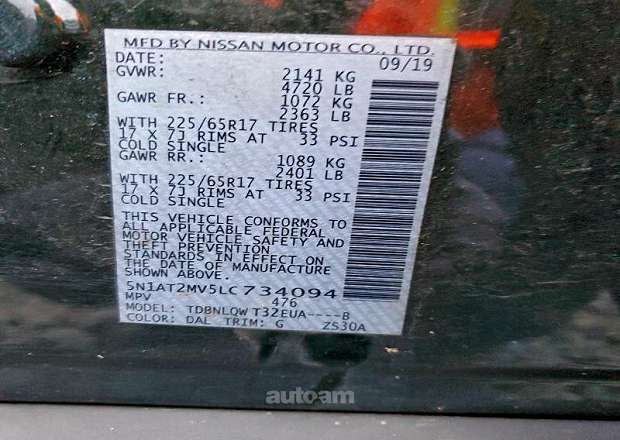 MFD BY NISSAN MOTOR CO., LTD.
DATE: 09/19
GVWR: 2141 KG
4720 LB
GAWR FR.: 1072 KG
2363 LB
WITH 225/65R17 TIRES
17 X 7J RIMS AT 33 PSI
COLD SINGLE
GAWR RR.: 1089 KG
2401 LB
WITH 225/65R17 TIRES
17 X 7J RIMS AT 33 PSI
COLD SINGLE
THIS VEHICLE CONFORMS TO
ALL APPLICABLE FEDERAL
MOTOR VEHICLE SAFETY AND
THEFT PREVENTION
STANDARDS IN EFFECT ON
THE DATE OF MANUFACTURE
SHOWN ABOVE.
5N1AT2MV5LC734094
MPV 476
MODEL: TDBNLQWT32EUA----B
COLOR: DAL TRIM: G ZS30A
autoam